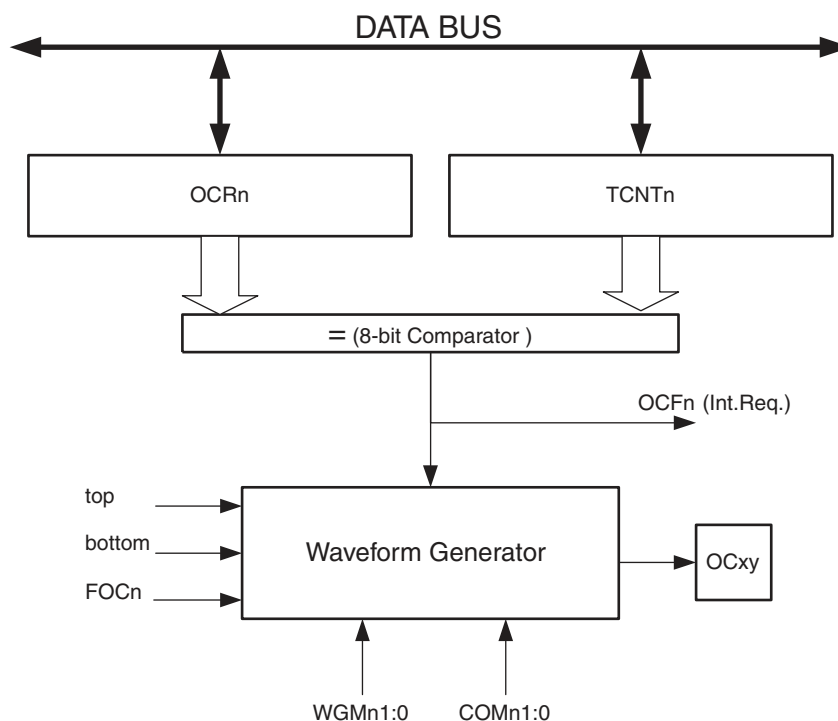 DATA BUS
OCRn
TCNTn
= (8-bit Comparator )
OCFn (Int.Req.)
top
bottom
FOCn
Waveform Generator
OCxy
WGMn1:0
COMn1:0